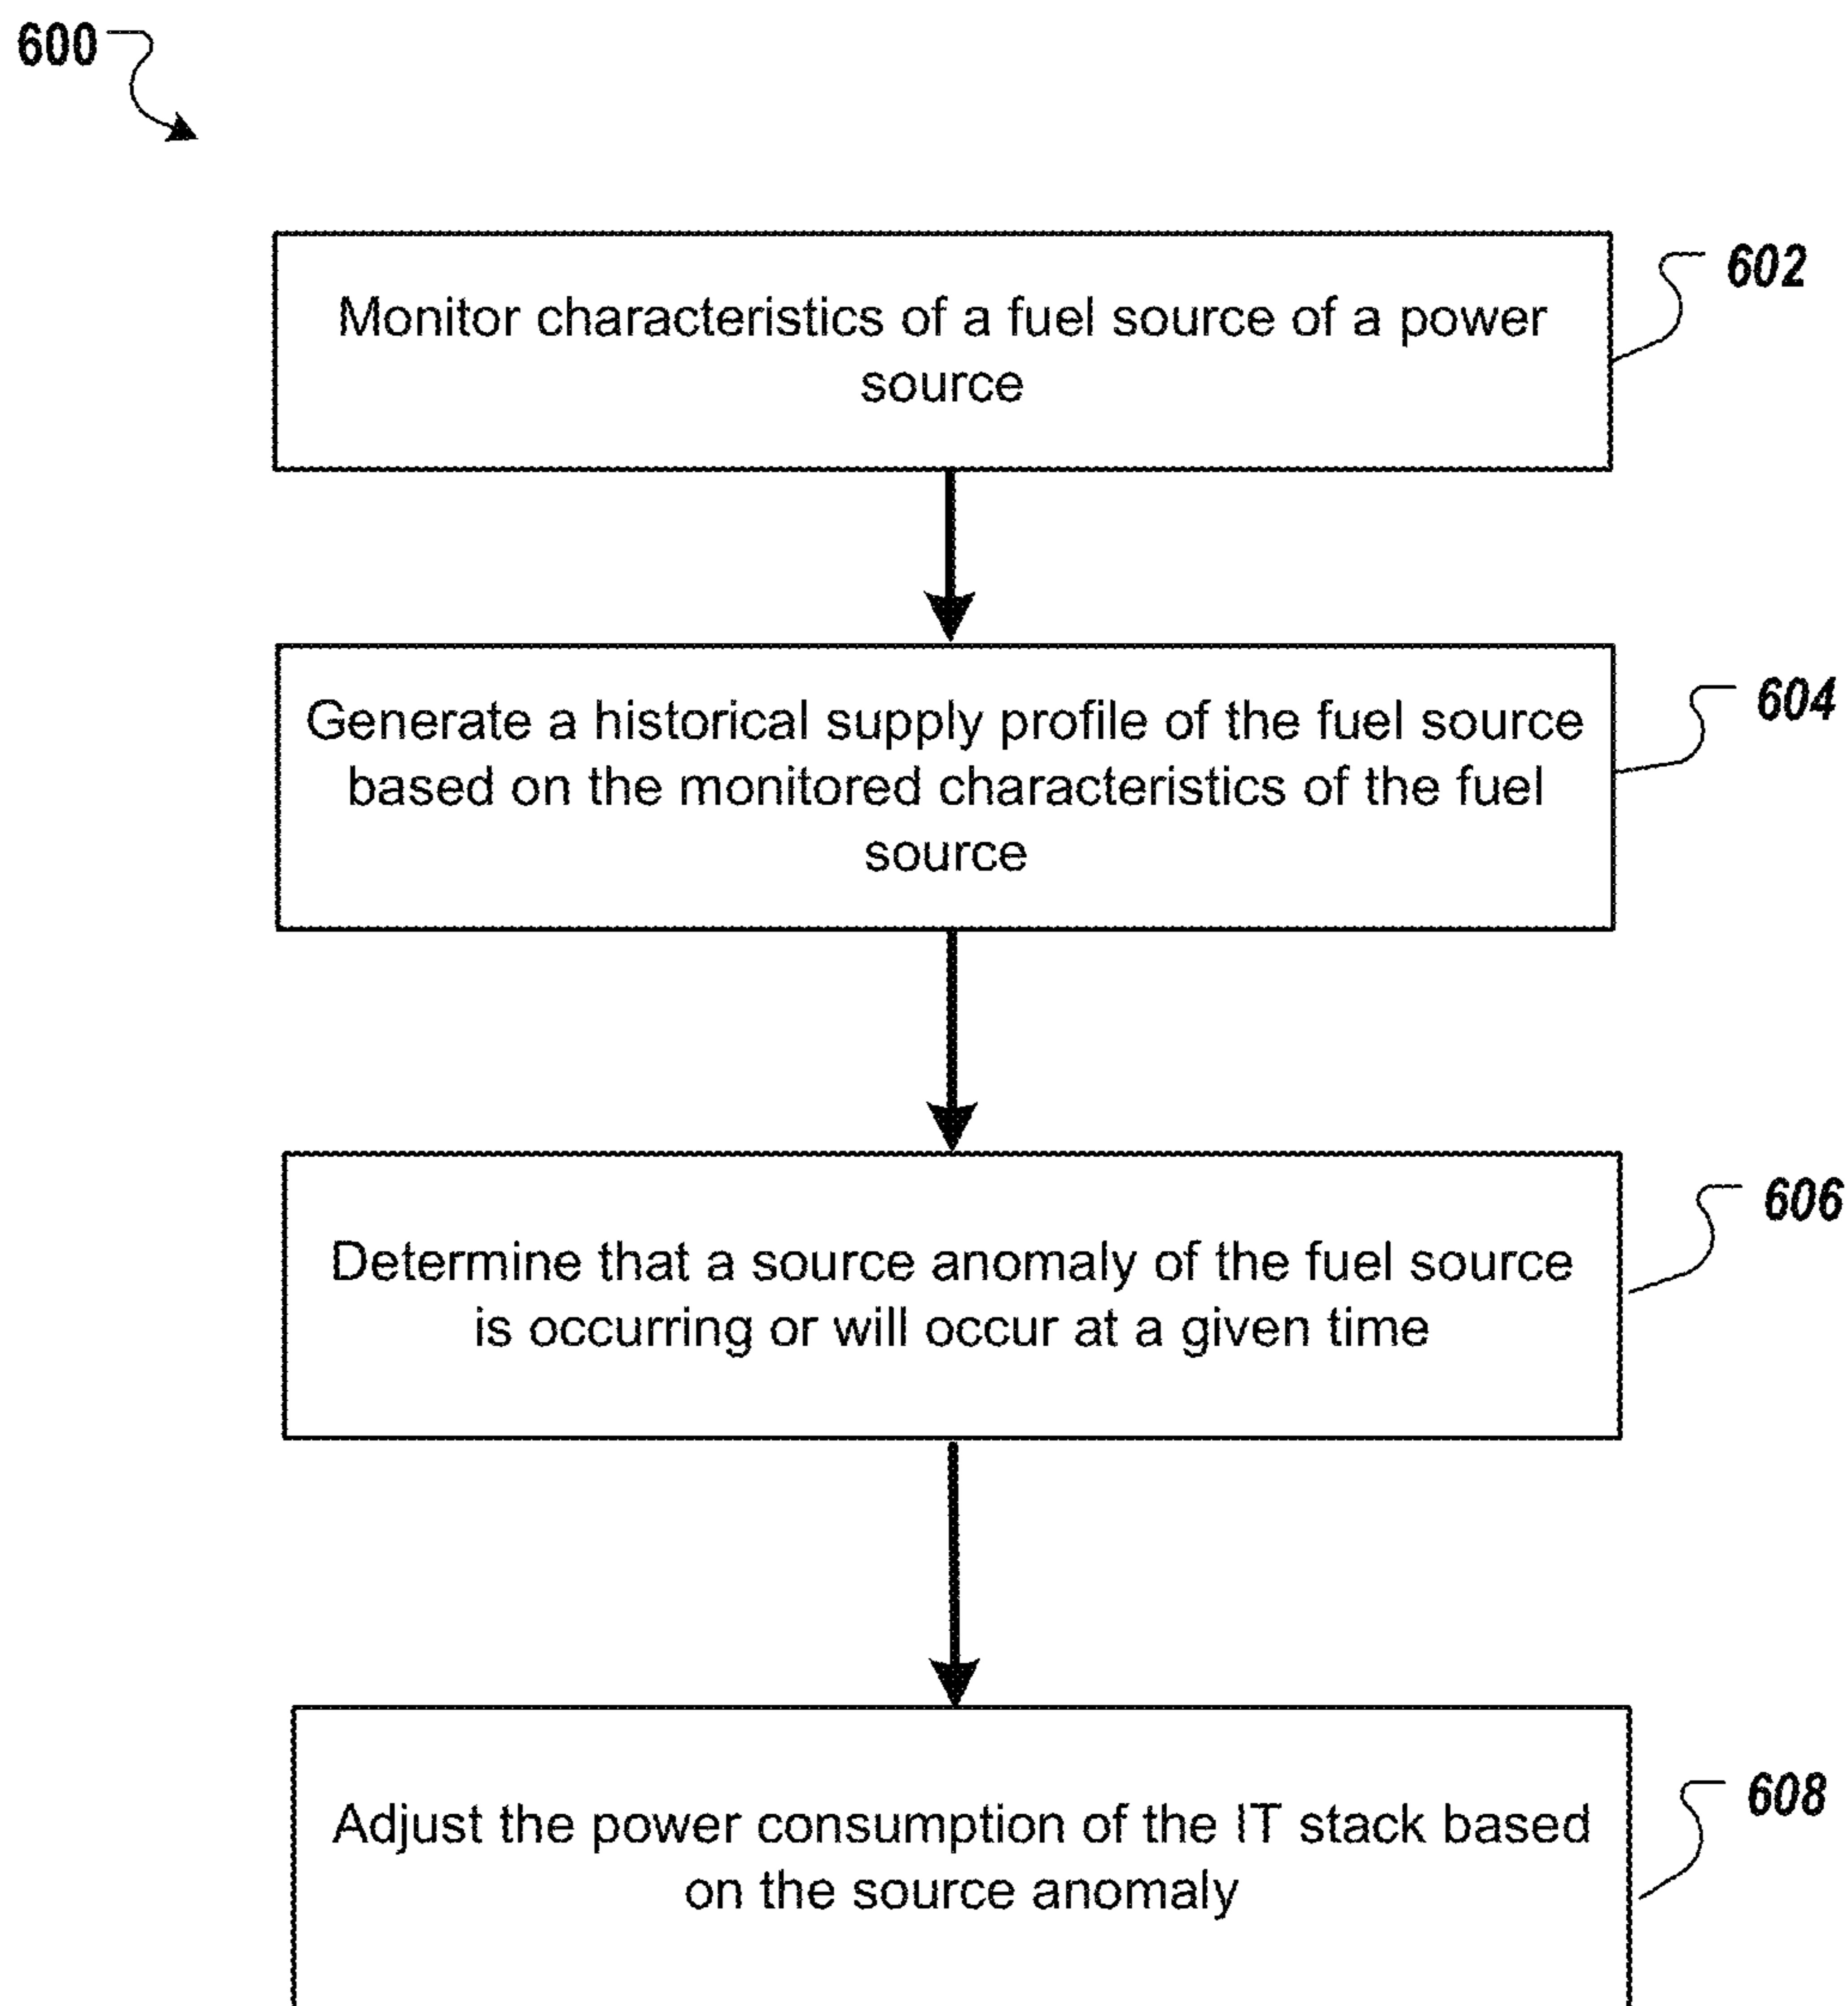 600
Monitor characteristics of a fuel source of a power
source
602
Generate a historical supply profile of the fuel source
based on the monitored characteristics of the fuel
source
604
Determine that a source anomaly of the fuel source
is occurring or will occur at a given time
606
Adjust the power consumption of the IT stack based
on the source anomaly
608